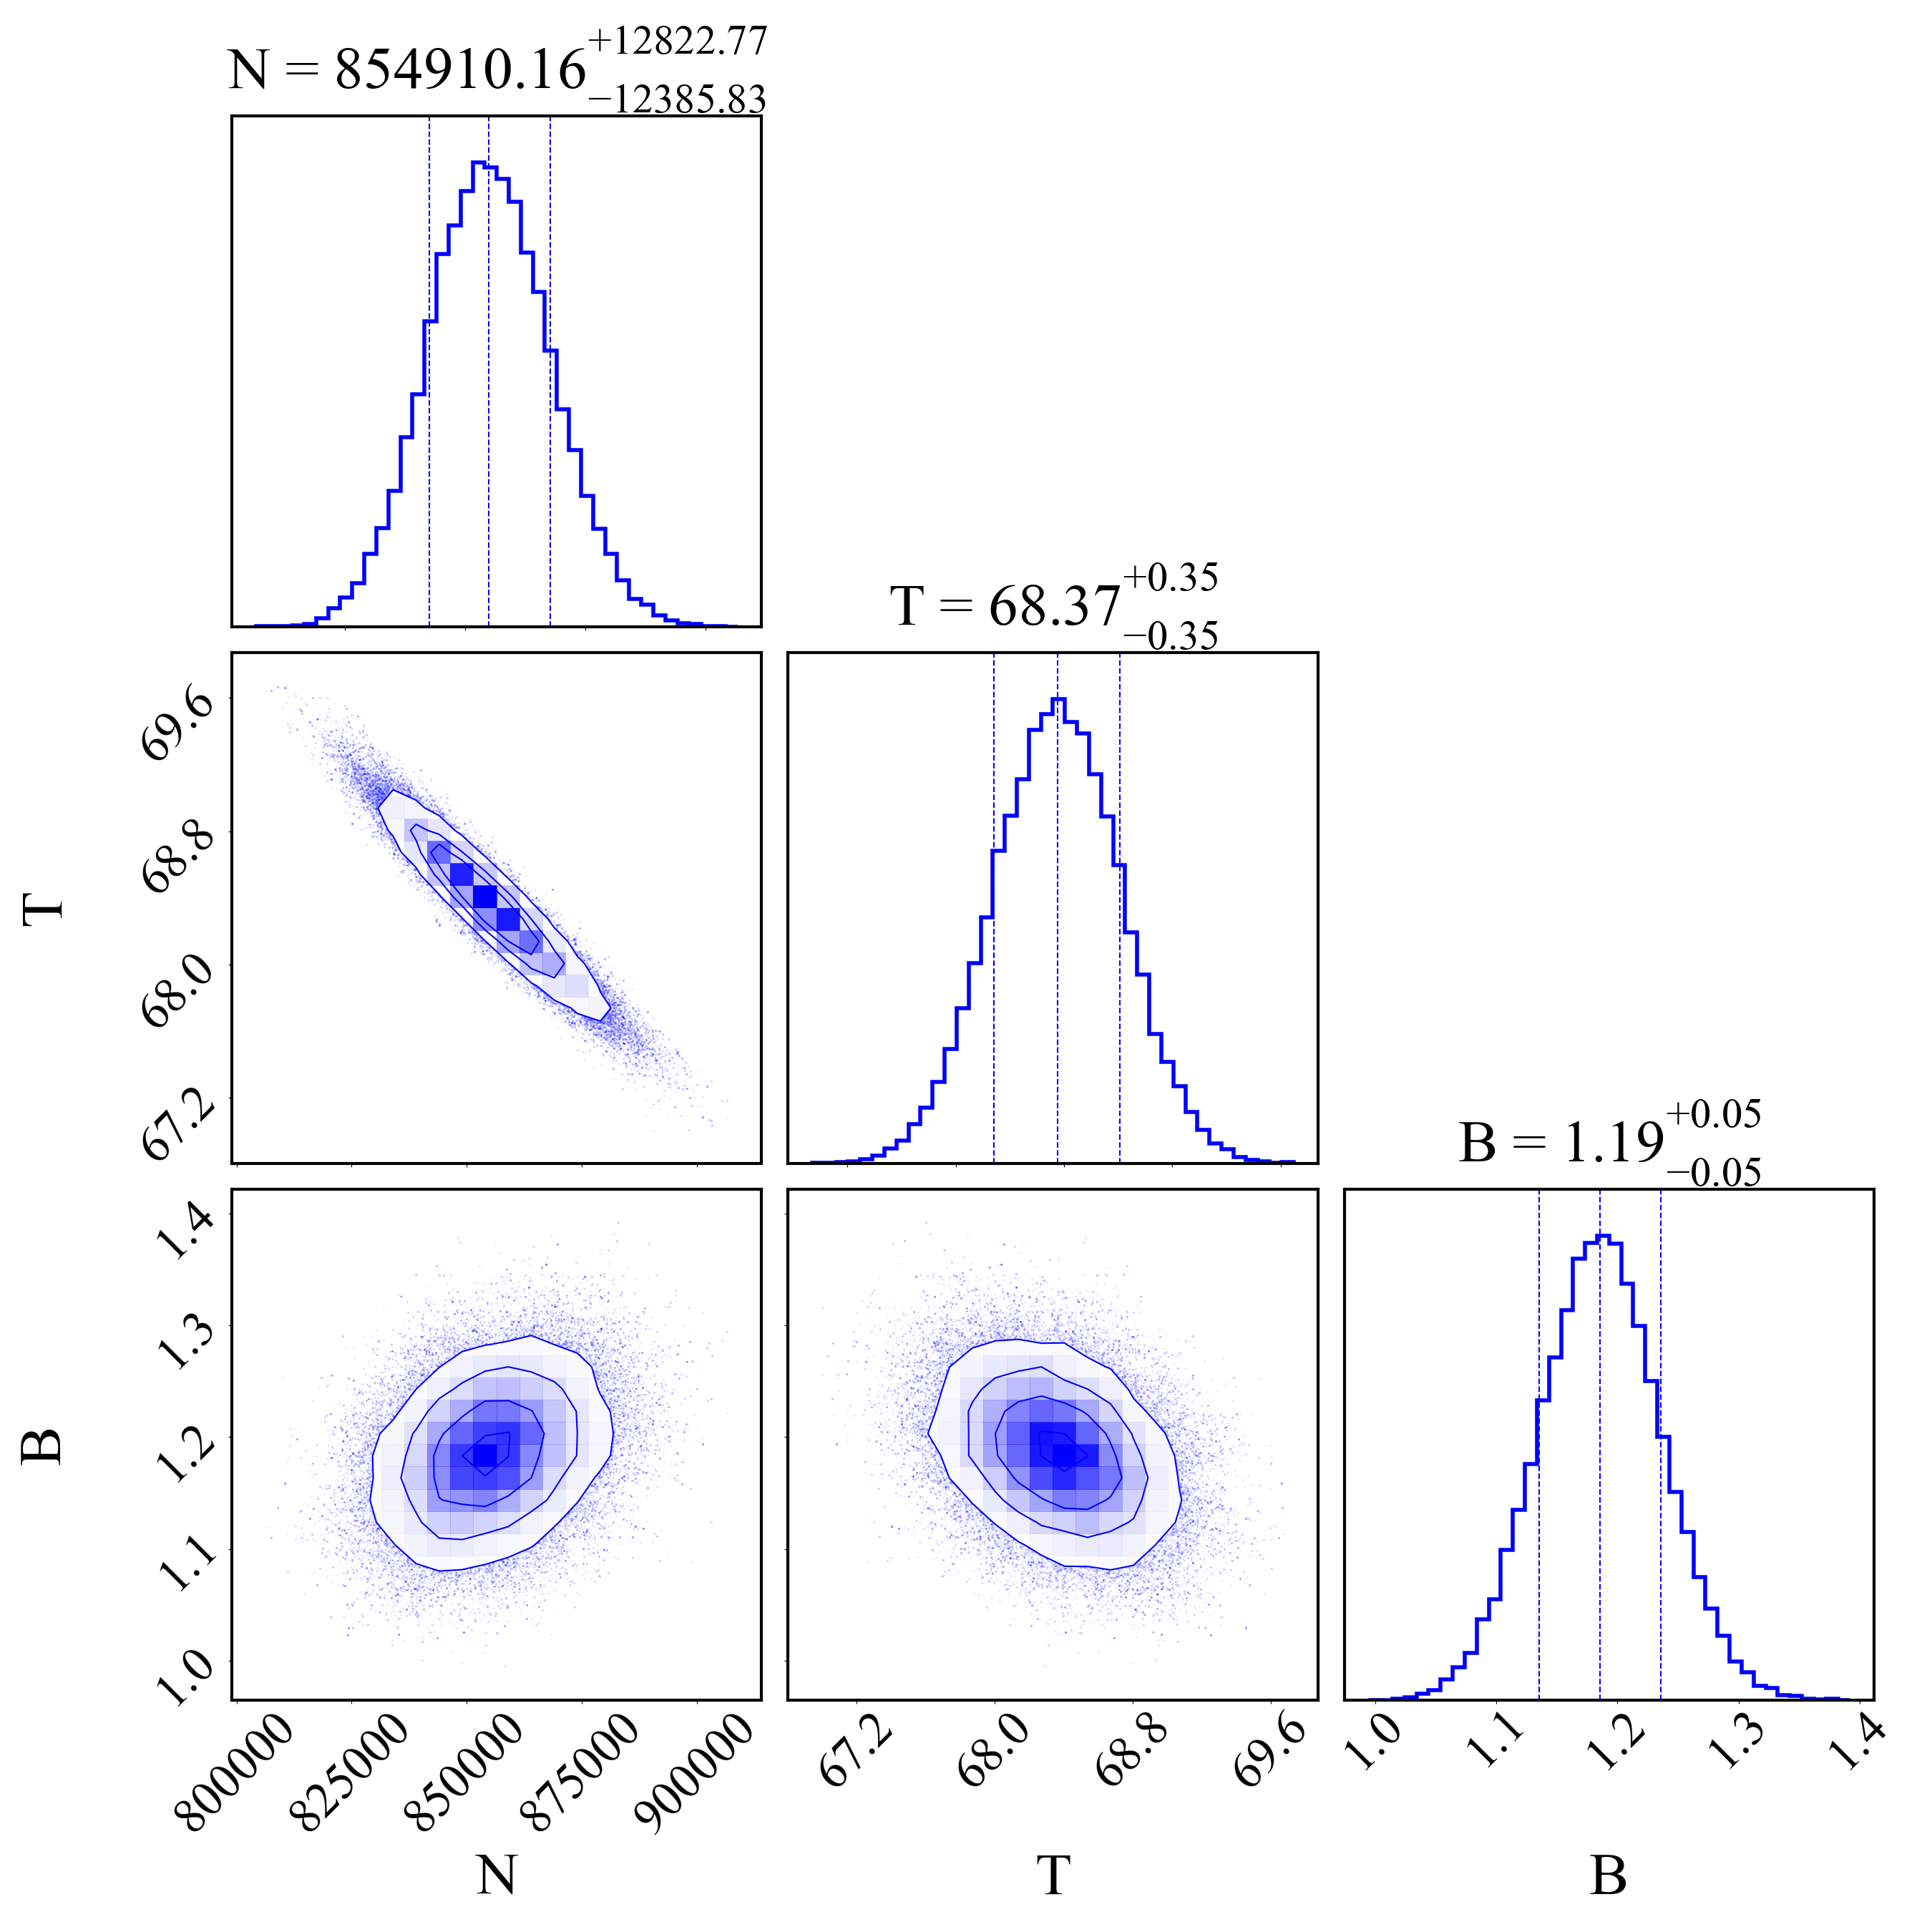 N = 854910.16 +12822.77 −12385.83
T = 68.37 +0.35 −0.35
69.6
68.8
68.0
67.2
T
B = 1.19 +0.05 −0.05
1.4
1.3
1.2
1.1
1.0
B
800000 825000 850000 875000 900000
67.2 68.0 68.8 69.6
1.0 1.1 1.2 1.3 1.4
N T B